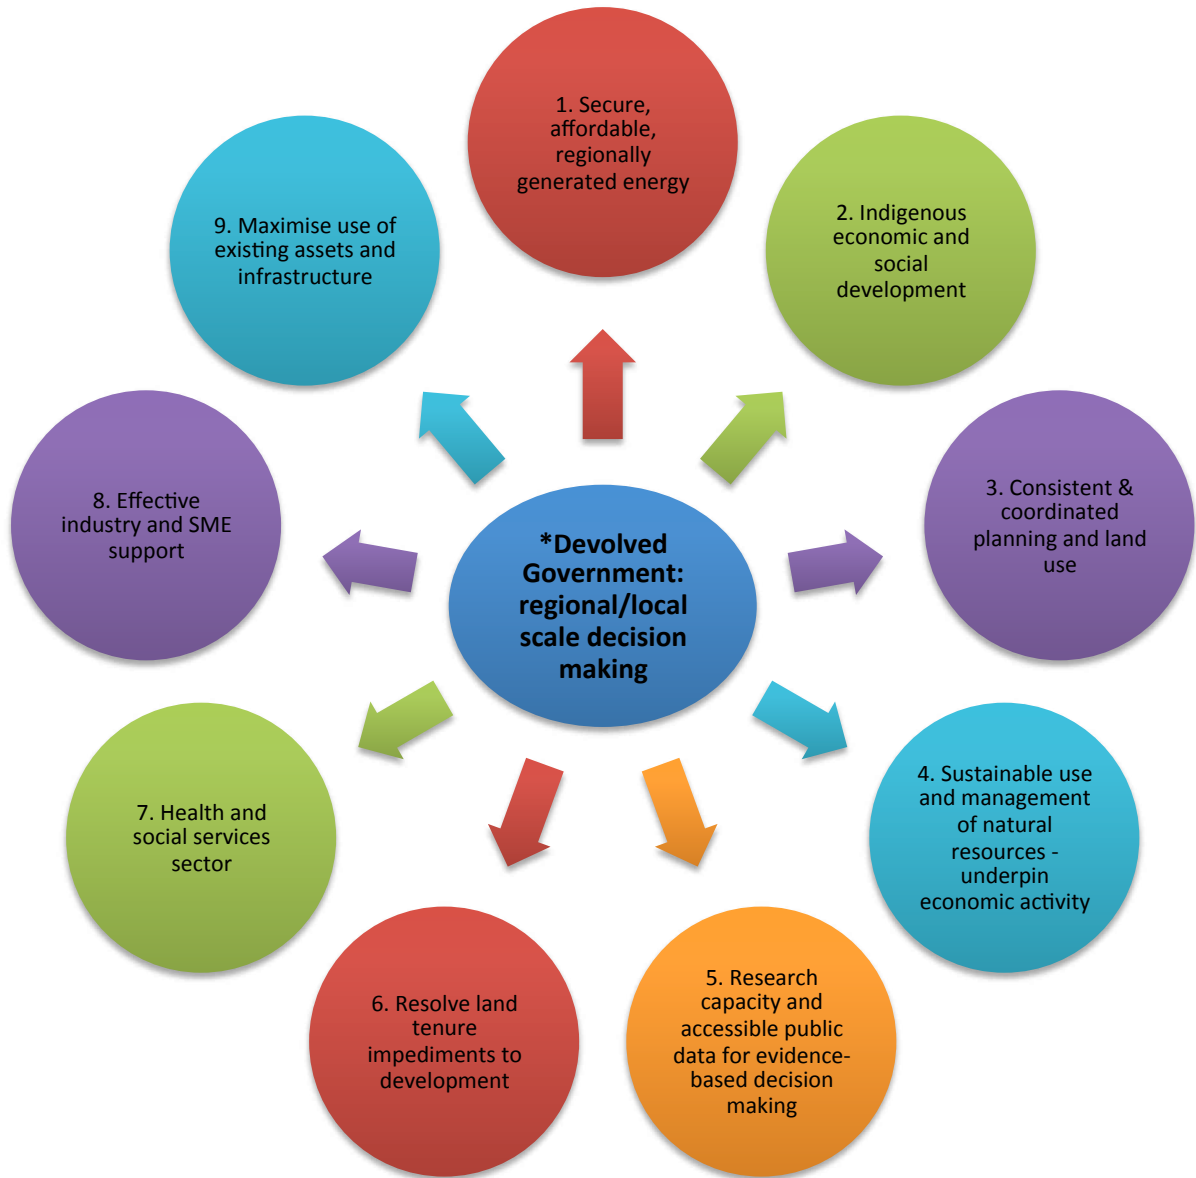 1. Secure,
affordable,
regionally
generated energy
2. Indigenous
economic and
social
development
3. Consistent &
coordinated
planning and land
use
4. Sustainable use
and management
of natural
resources -
underpin
economic activity
5. Research
capacity and
accessible public
data for evidence-
based decision
making
6. Resolve land
tenure
impediments to
development
7. Health and
social services
sector
8. Effective
industry and SME
support
9. Maximise use of
existing assets and
infrastructure
*Devolved
Government:
regional/local
scale decision
making